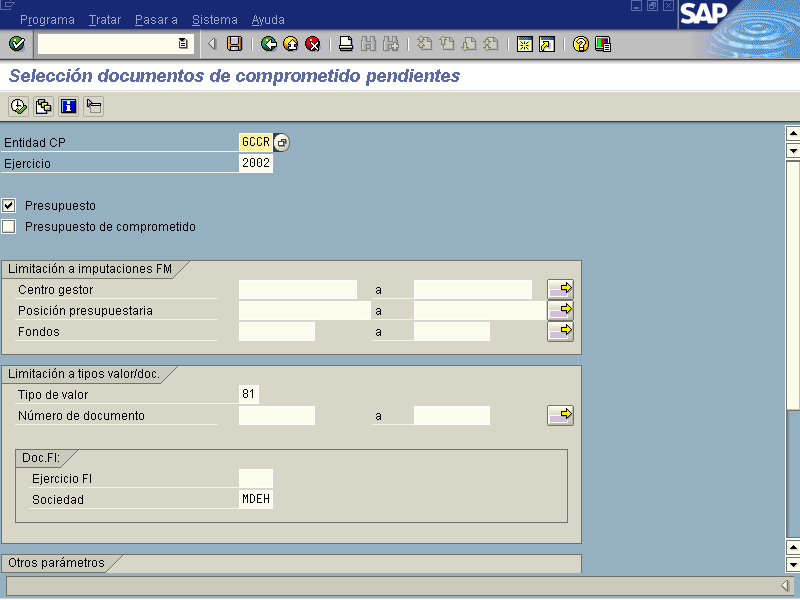 Programa Tratar Pasar a Sistema Ayuda
SAP
Selección documentos de comprometido pendientes
Entidad CP GCCR
Ejercicio 2002
Presupuesto
Presupuesto de comprometido
Limitación a imputaciones FM
Centro gestor a
Posición presupuestaria a
Fondos a
Limitación a tipos valor/doc.
Tipo de valor 81
Número de documento a
Doc.FI:
Ejercicio FI
Sociedad MDEH
Otros parámetros